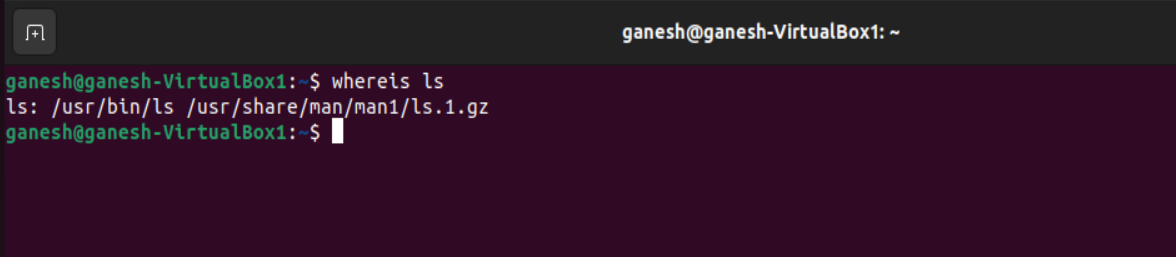 ganesh@ganesh-VirtualBox1: ~
ganesh@ganesh-VirtualBox1:~$ whereis ls
ls: /usr/bin/ls /usr/share/man/man1/ls.1.gz
ganesh@ganesh-VirtualBox1:~$